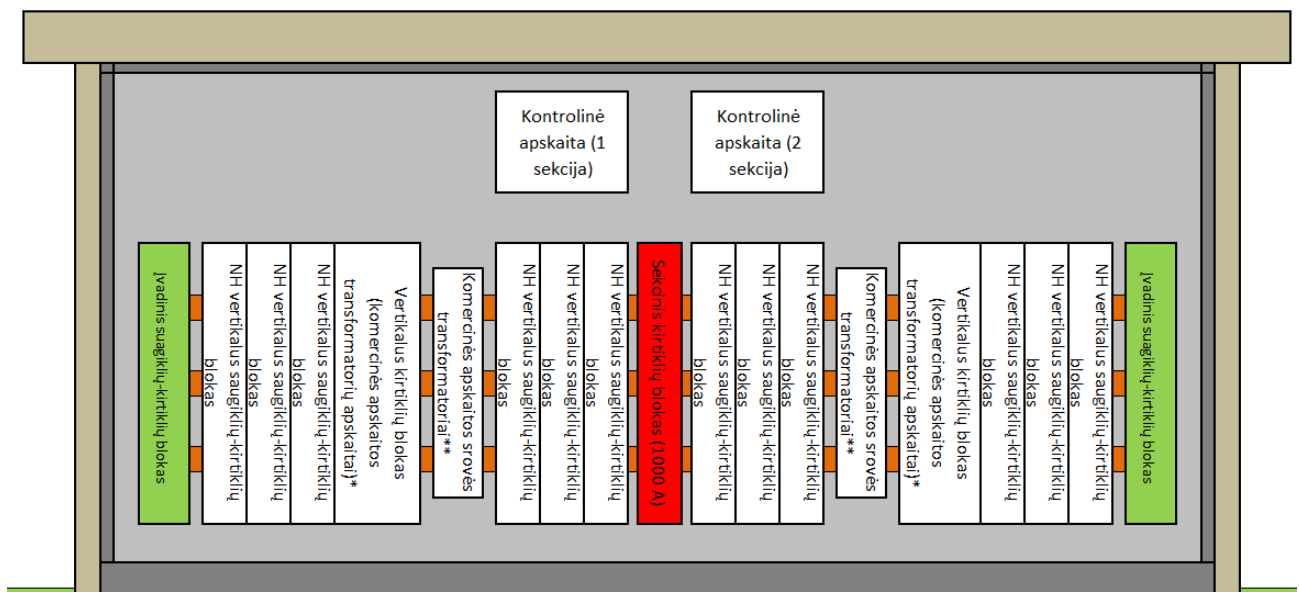 Kontrolinė
apskaita (1
sekcija)
Kontrolinė
apskaita (2
sekcija)
Įvadinis suagiklių-kirtiklių blokas
NH vertikalus saugiklių-kirtiklių
blokas
NH vertikalus saugiklių-kirtiklių
blokas
NH vertikalus saugiklių-kirtiklių
blokas
Vertikalus kirtiklių blokas
(komercinės apskaitos
transformatorių apskaitai)*
Komercinės apskaitos srovės
transformatoriai**
NH vertikalus saugiklių-kirtiklių
blokas
NH vertikalus saugiklių-kirtiklių
blokas
NH vertikalus saugiklių-kirtiklių
blokas
Sekcinis kirtiklių blokas (1000 A)
NH vertikalus saugiklių-kirtiklių
blokas
NH vertikalus saugiklių-kirtiklių
blokas
NH vertikalus saugiklių-kirtiklių
blokas
Komercinės apskaitos srovės
transformatoriai**
Vertikalus kirtiklių blokas
(komercinės apskaitos
transformatorių apskaitai)*
NH vertikalus saugiklių-kirtiklių
blokas
NH vertikalus saugiklių-kirtiklių
blokas
NH vertikalus saugiklių-kirtiklių
blokas
Įvadinis suagiklių-kirtiklių blokas